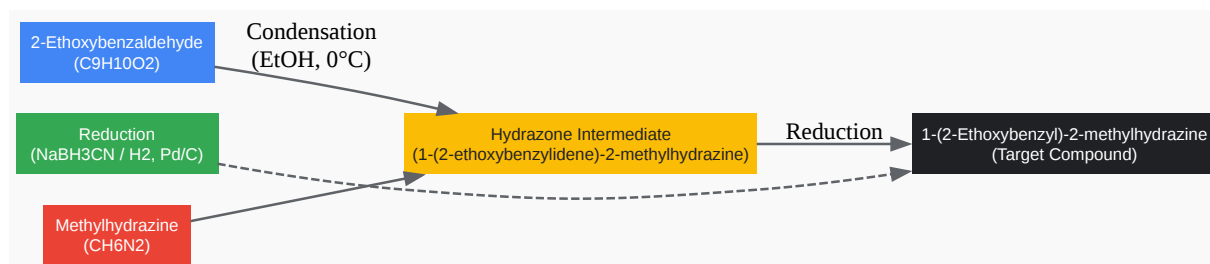 2-Ethoxybenzaldehyde
(C9H10O2)
Condensation
(EtOH, 0°C)
Reduction
(NaBH3CN / H2, Pd/C)
Hydrazone Intermediate
(1-(2-ethoxybenzylidene)-2-methylhydrazine)
Reduction
1-(2-Ethoxybenzyl)-2-methylhydrazine
(Target Compound)
Methylhydrazine
(CH6N2)